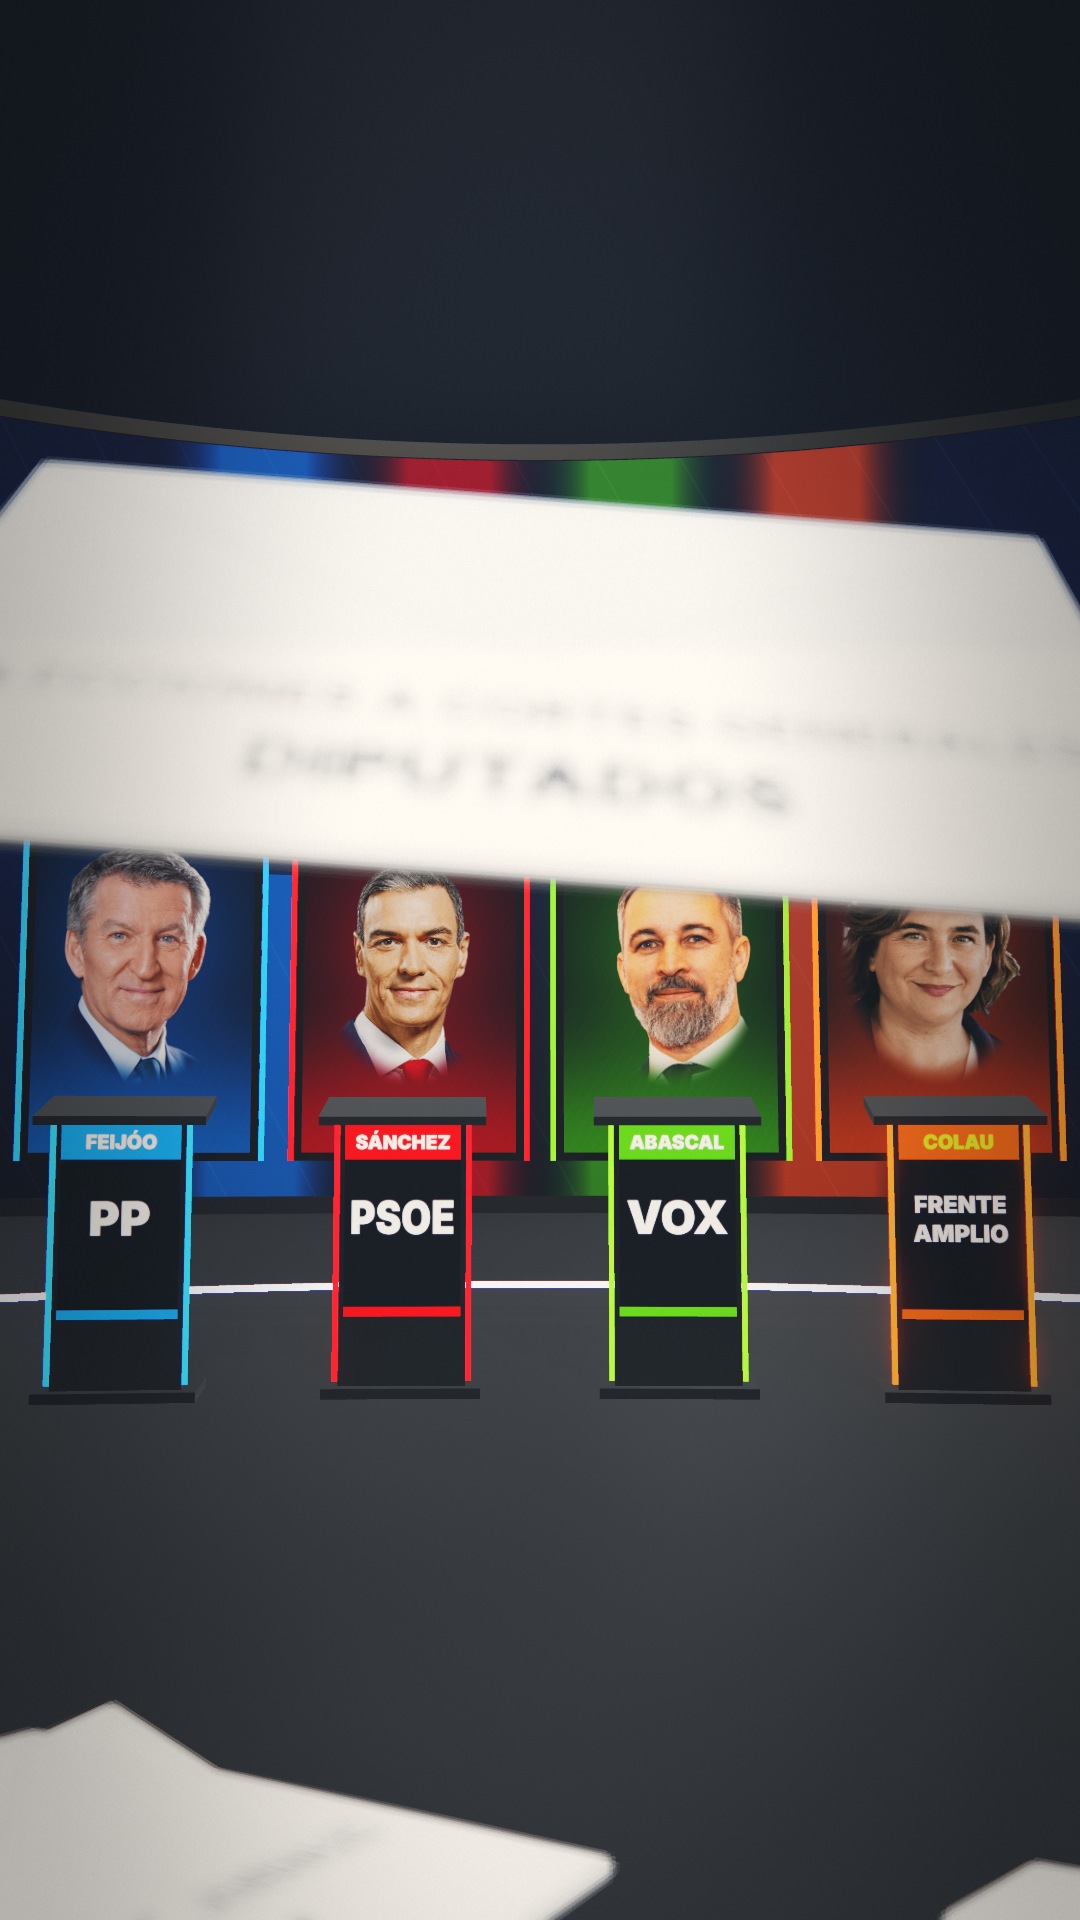 DIPUTADOS
FEIJÓO
SÁNCHEZ
ABASCAL
COLAU
PP
PSOE
VOX
FRENTE
AMPLIO